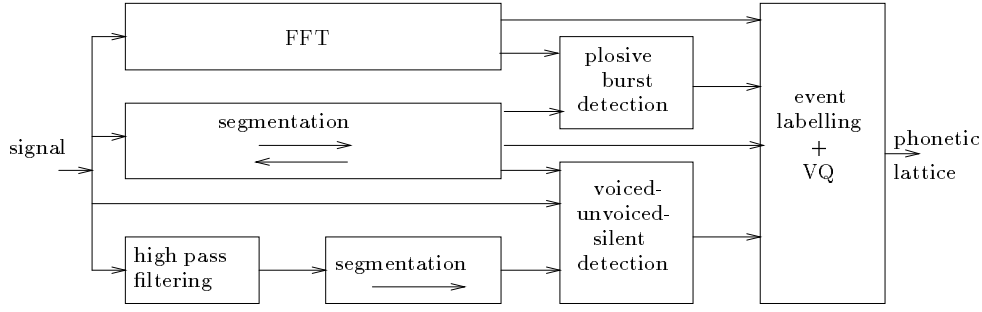 FFT
plosive
burst
detection
event
labelling
+
VQ
segmentation
signal
phonetic
lattice
voiced-
unvoiced-
silent
detection
high pass
filtering
segmentation